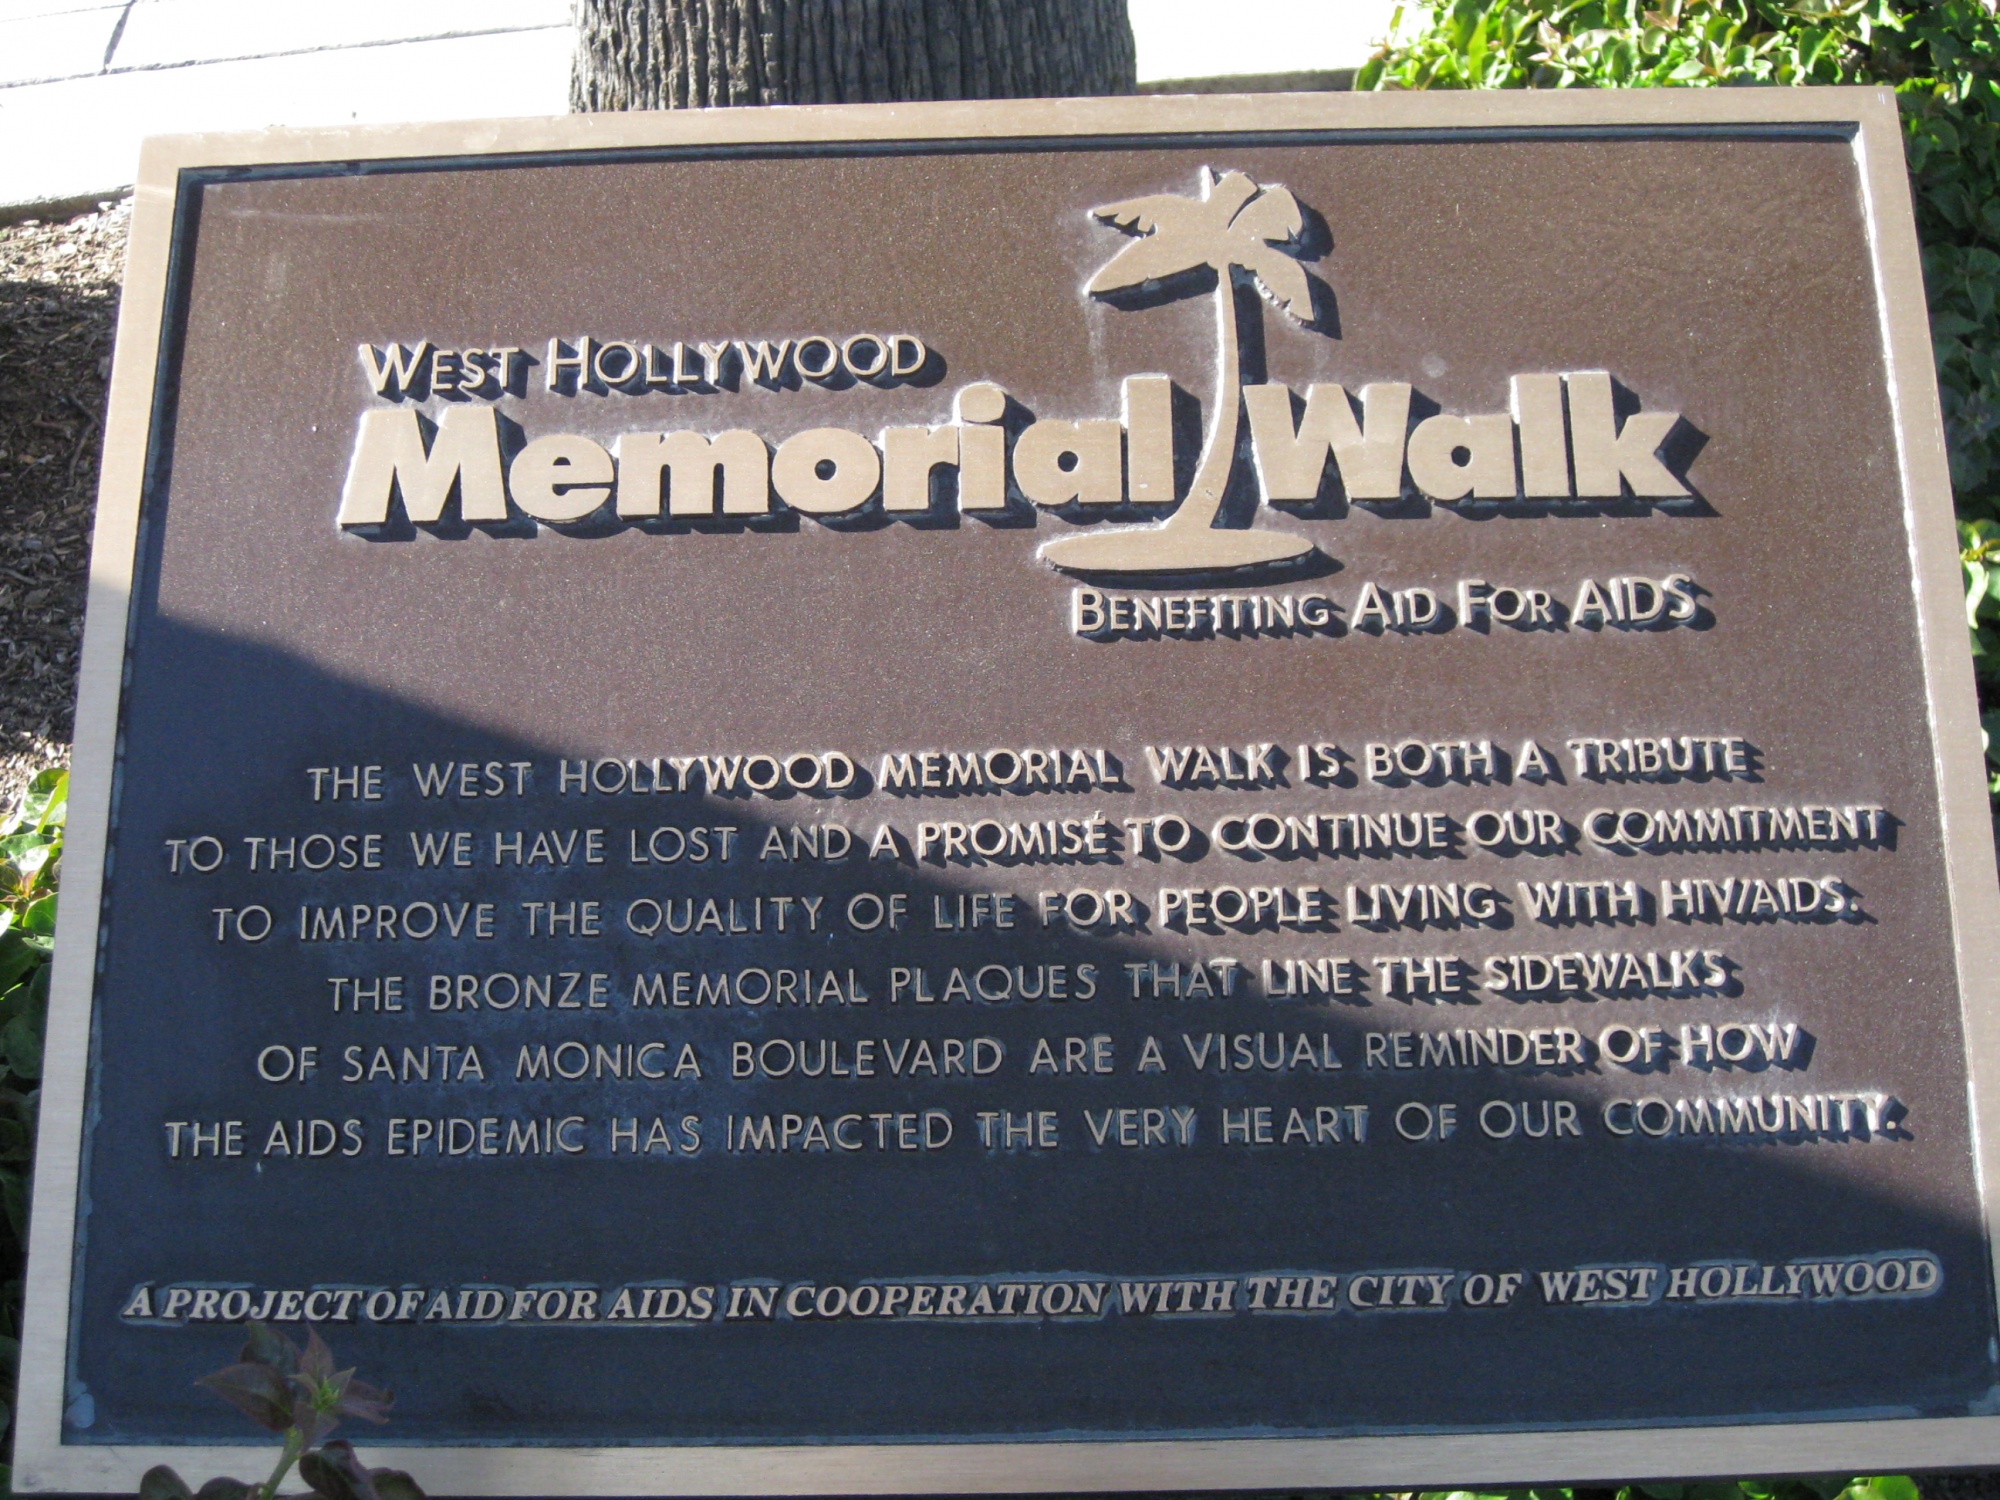 WEST HOLLYWOOD
Memorial Walk
BENEFITING AID FOR AIDS
THE WEST HOLLYWOOD MEMORIAL WALK IS BOTH A TRIBUTE
TO THOSE WE HAVE LOST AND A PROMISE TO CONTINUE OUR COMMITMENT
TO IMPROVE THE QUALITY OF LIFE FOR PEOPLE LIVING WITH HIV/AIDS.
THE BRONZE MEMORIAL PLAQUES THAT LINE THE SIDEWALKS
OF SANTA MONICA BOULEVARD ARE A VISUAL REMINDER OF HOW
THE AIDS EPIDEMIC HAS IMPACTED THE VERY HEART OF OUR COMMUNITY.
A PROJECT OF AID FOR AIDS IN COOPERATION WITH THE CITY OF WEST HOLLYWOOD